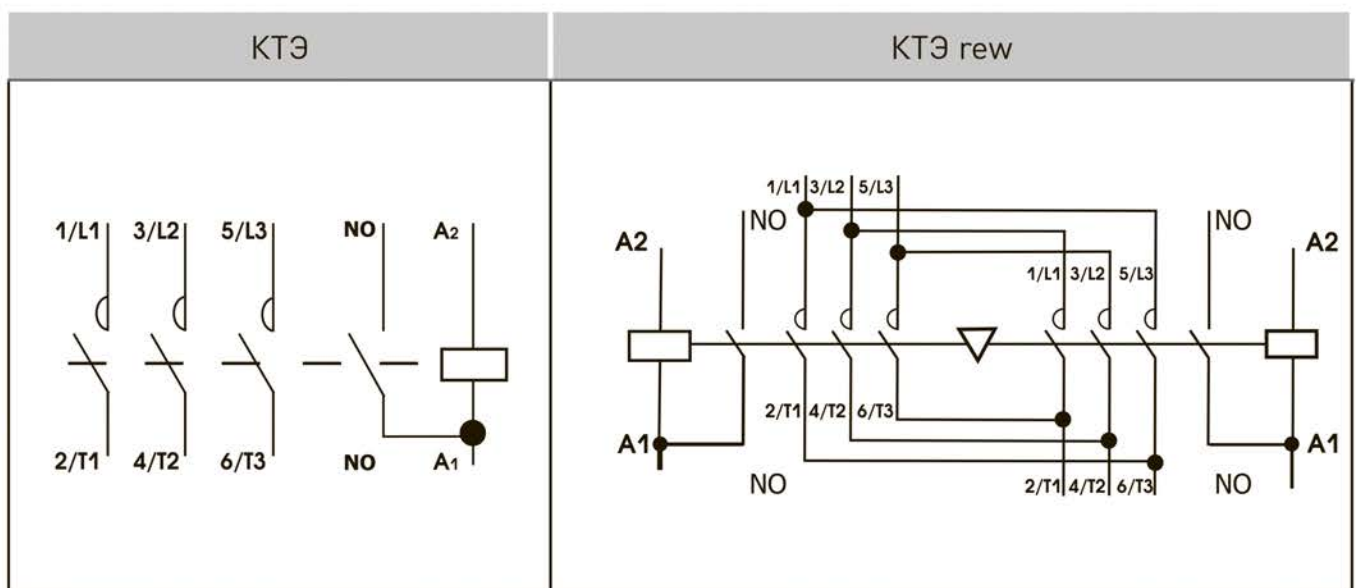 КТЭ
КТЭ rew
1/L1 3/L2 5/L3 NO A2
2/T1 4/T2 6/T3 NO A1
1/L1 3/L2 5/L3
NO NO
A2 A2
1/L1 3/L2 5/L3
2/T1 4/T2 6/T3
A1 A1
NO 2/T1 4/T2 6/T3 NO